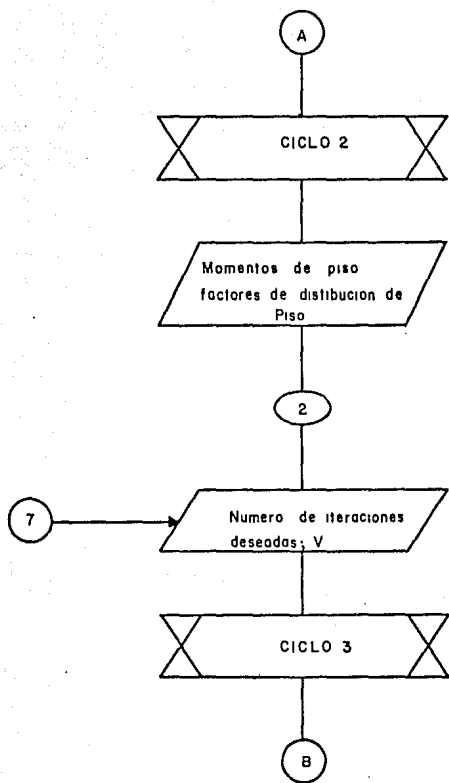 A
CICLO 2
Momentos de piso
factores de distibucion de
Piso
2
7
Numero de iteraciones
deseadas; V
CICLO 3
B